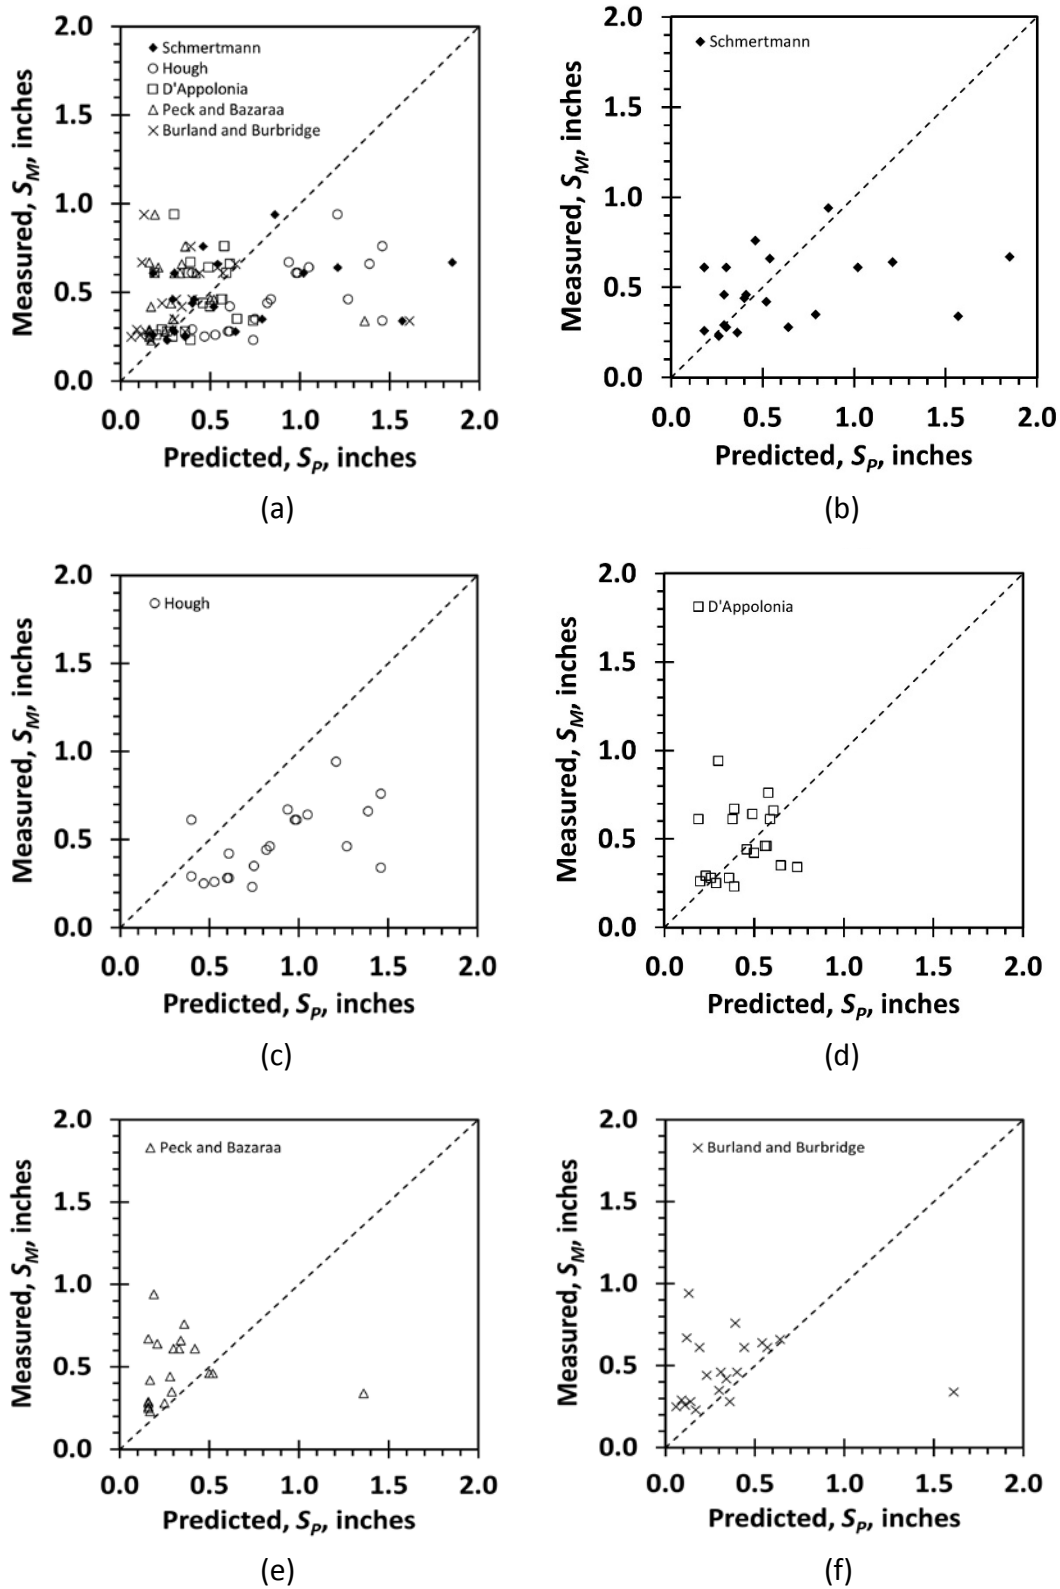 2.0
1.5
1.0
0.5
0.0
Measured, SM, inches
Schmertmann
Hough
D'Appolonia
Peck and Bazaraa
Burland and Burbridge
0.0 0.5 1.0 1.5 2.0
Predicted, SP, inches
(a)
2.0
1.5
1.0
0.5
0.0
Measured, SM, inches
Schmertmann
0.0 0.5 1.0 1.5 2.0
Predicted, SP, inches
(b)
2.0
1.5
1.0
0.5
0.0
Measured, SM, inches
Hough
0.0 0.5 1.0 1.5 2.0
Predicted, SP, inches
(c)
2.0
1.5
1.0
0.5
0.0
Measured, SM, inches
D'Appolonia
0.0 0.5 1.0 1.5 2.0
Predicted, SP, inches
(d)
2.0
1.5
1.0
0.5
0.0
Measured, SM, inches
Peck and Bazaraa
0.0 0.5 1.0 1.5 2.0
Predicted, SP, inches
(e)
2.0
1.5
1.0
0.5
0.0
Measured, SM, inches
Burland and Burbridge
0.0 0.5 1.0 1.5 2.0
Predicted, SP, inches
(f)